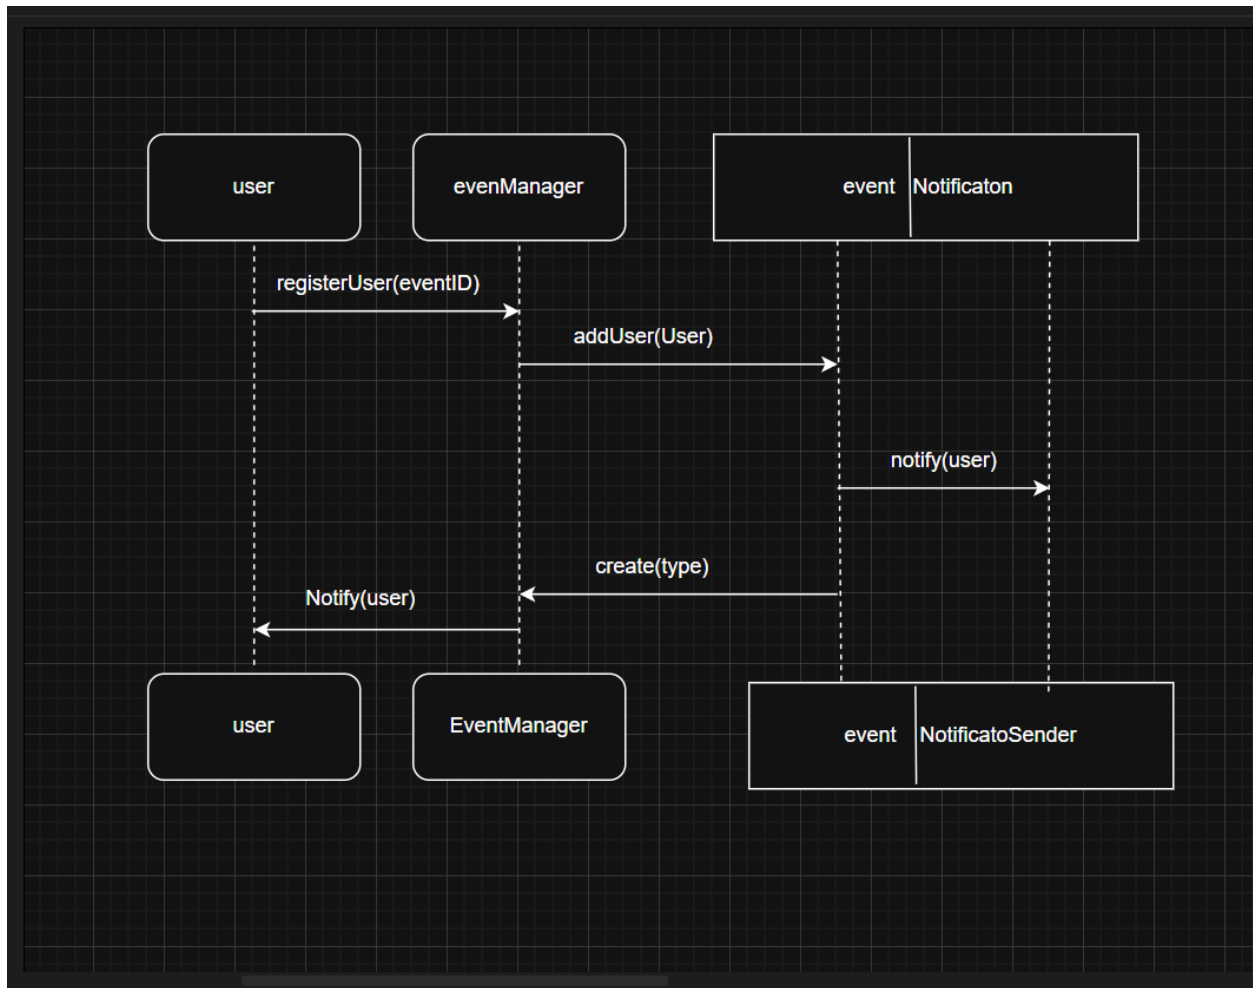 user
evenManager
event
Notificaton
registerUser(eventID)
addUser(User)
notify(user)
create(type)
Notify(user)
user
EventManager
event
NotificatoSender